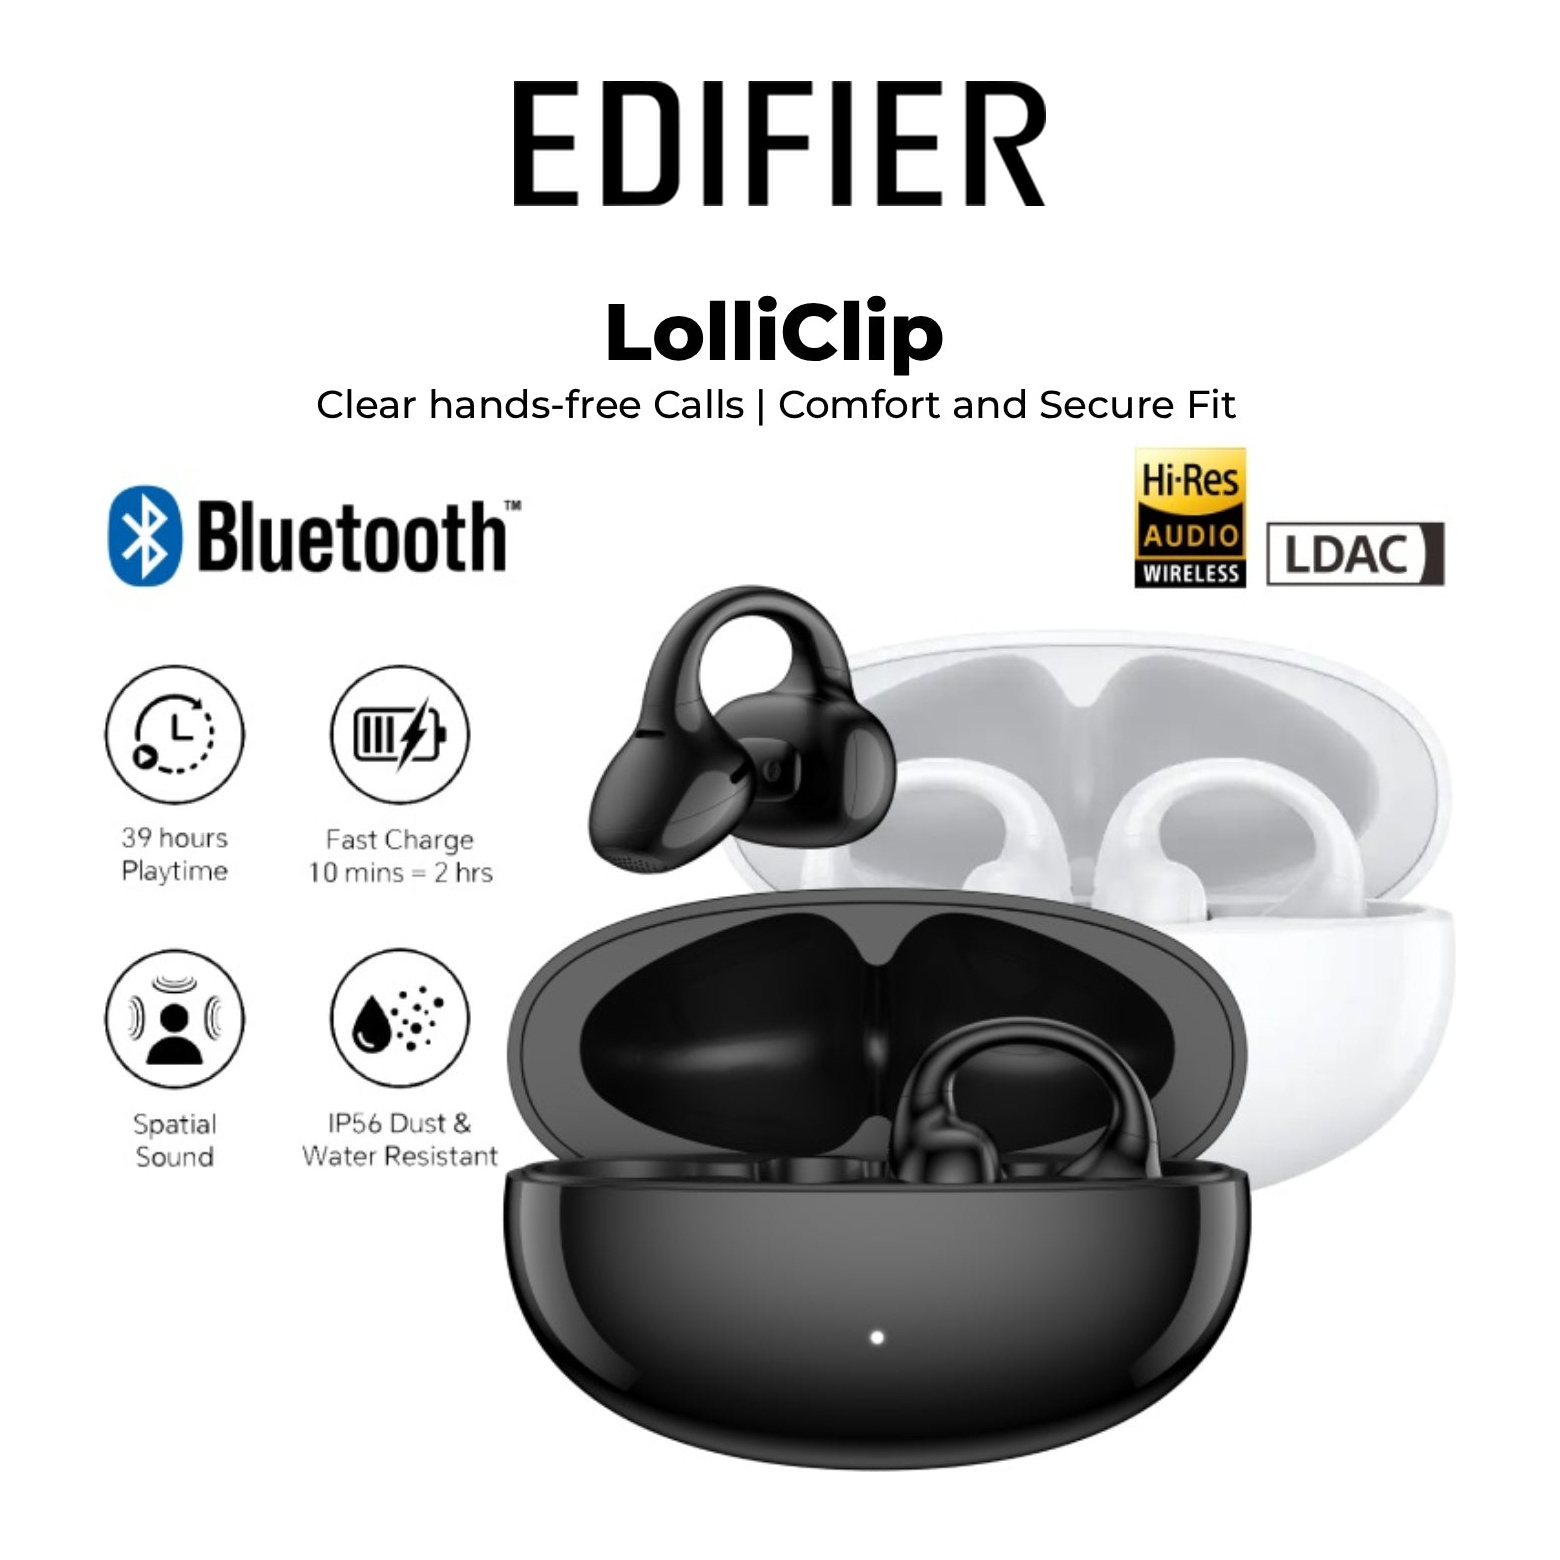 EDIFIER
LolliClip
Clear hands-free Calls | Comfort and Secure Fit
Bluetooth™
Hi-Res
AUDIO
WIRELESS
LDAC
39 hours
Playtime
Fast Charge
10 mins = 2 hrs
Spatial
Sound
IP56 Dust &
Water Resistant